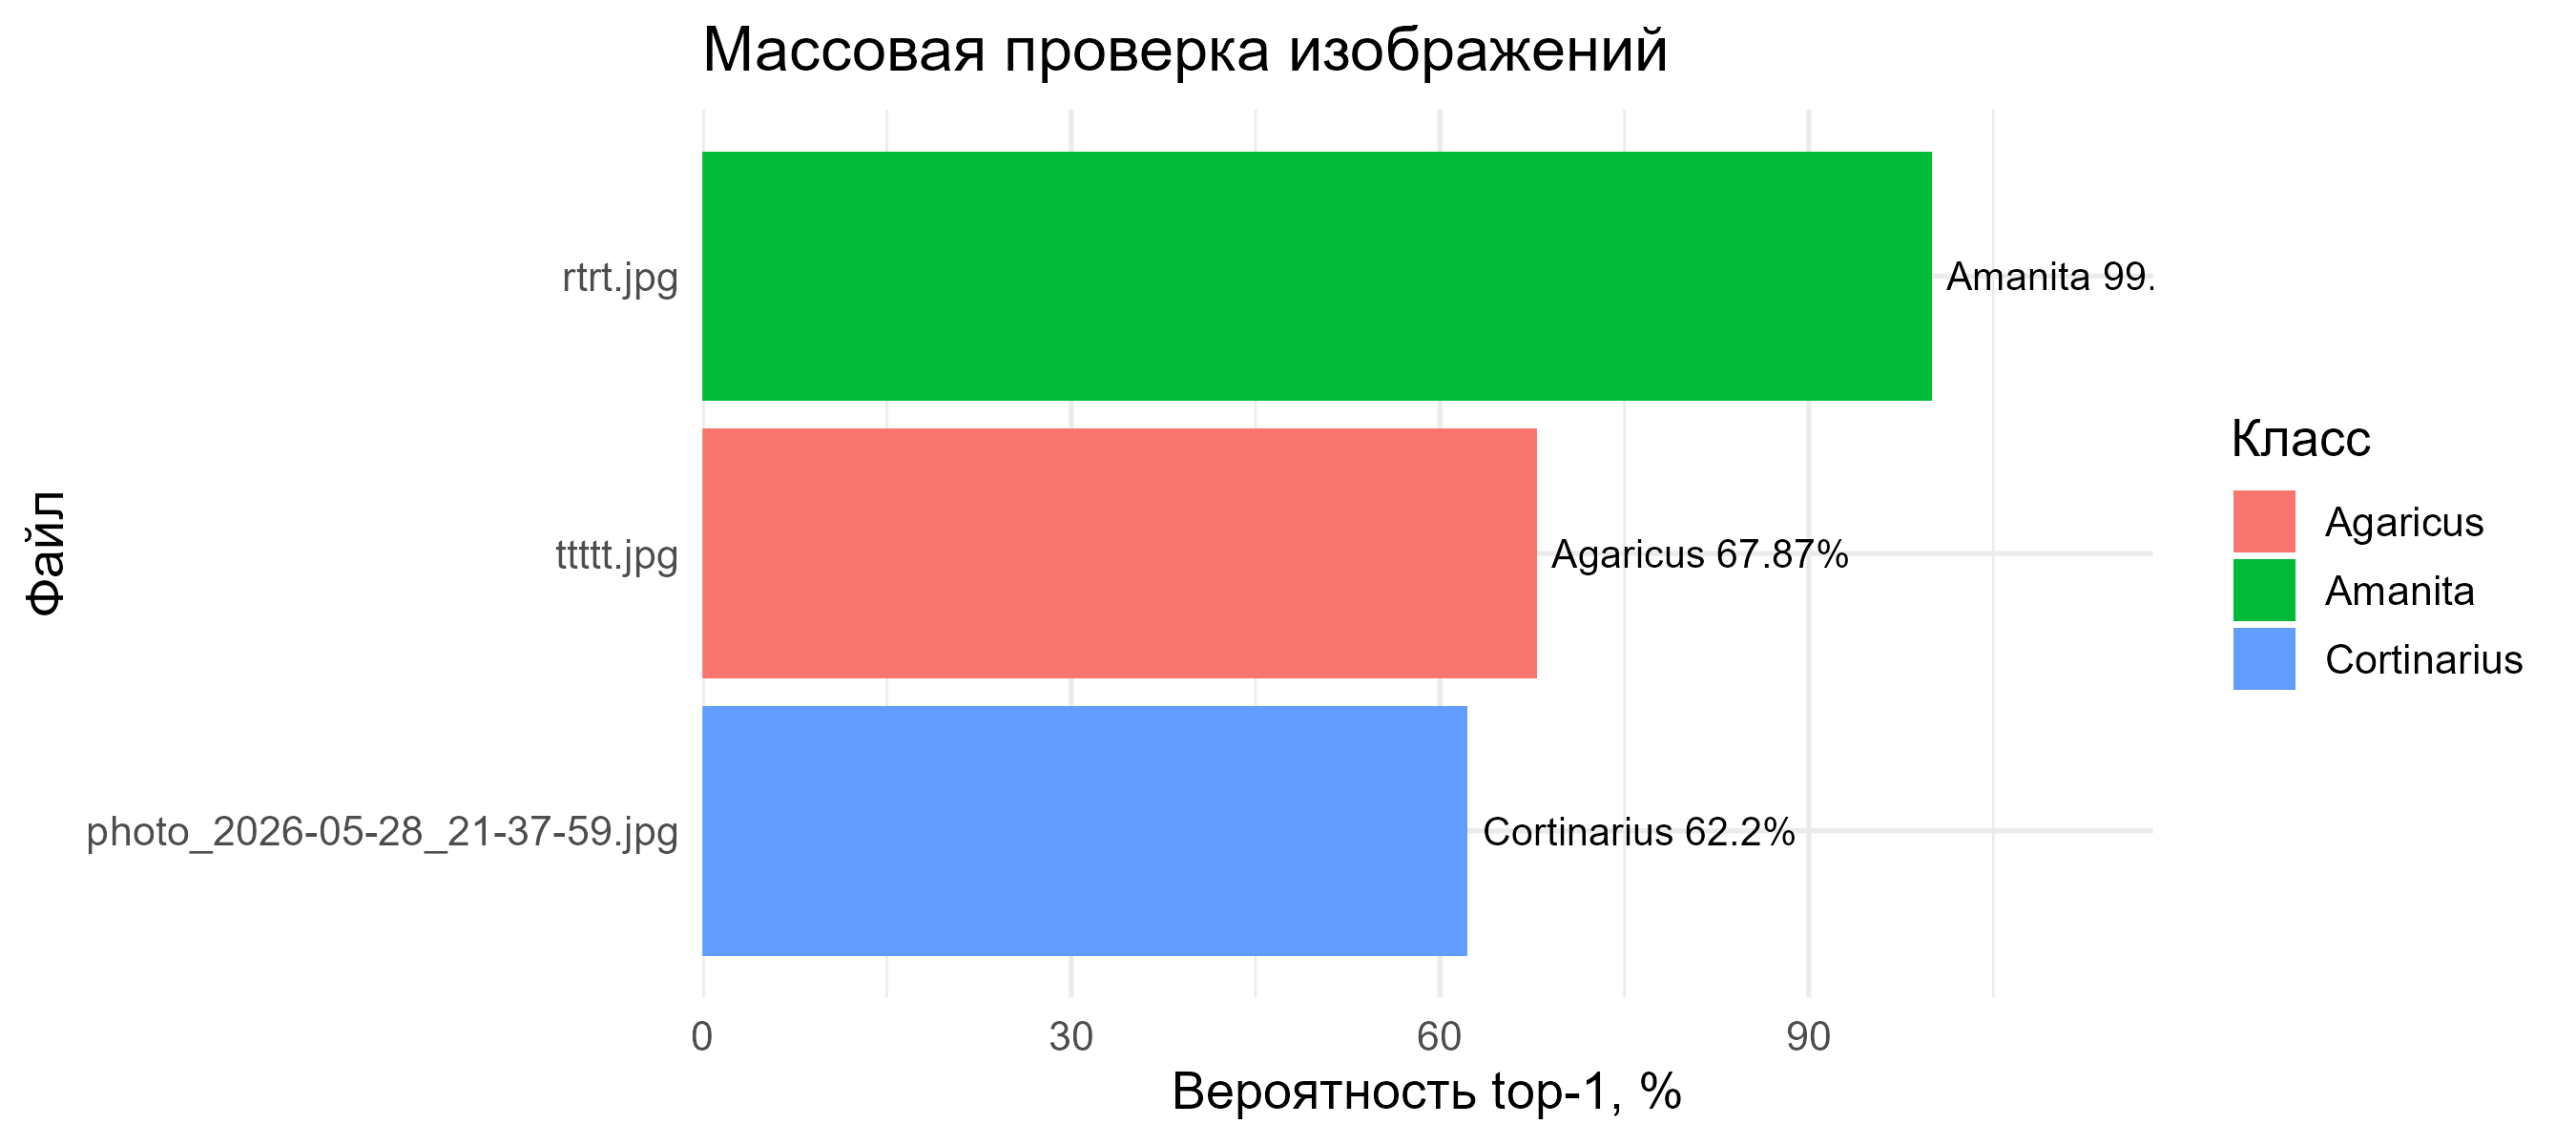 Массовая проверка изображений
rtrt.jpg
Amanita 99.
ttttt.jpg
Agaricus 67.87%
photo_2026-05-28_21-37-59.jpg
Cortinarius 62.2%
Файл
0
30
60
90
Вероятность top-1, %
Класс
Agaricus
Amanita
Cortinarius